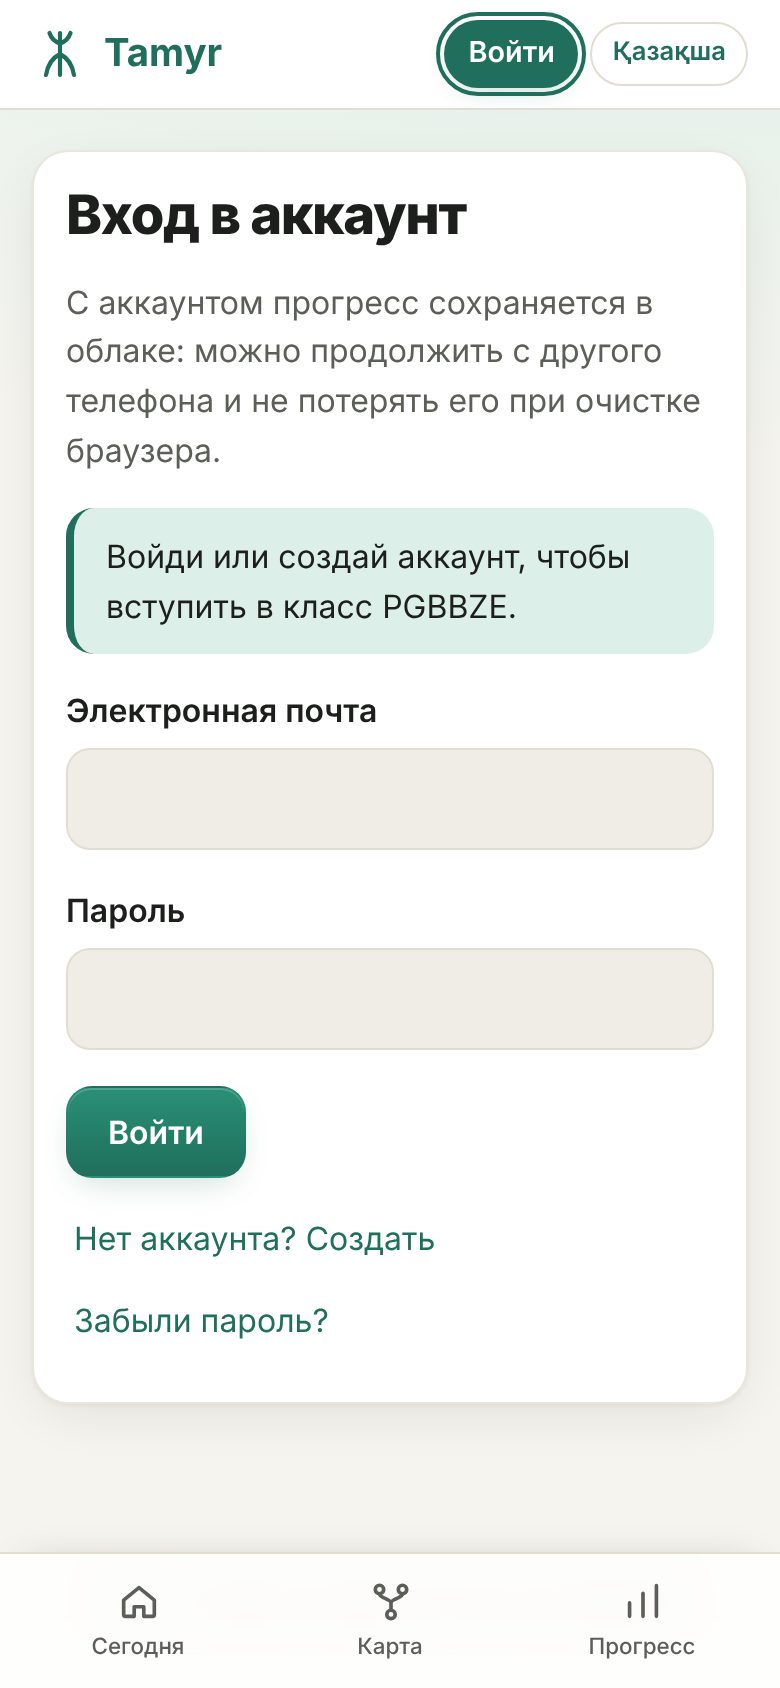 Tamyr
Войти
Қазақша
Вход в аккаунт
С аккаунтом прогресс сохраняется в
облаке: можно продолжить с другого
телефона и не потерять его при очистке
браузера.
Войди или создай аккаунт, чтобы
вступить в класс PGBBZE.
Электронная почта
Пароль
Войти
Нет аккаунта? Создать
Забыли пароль?
Сегодня
Карта
Прогресс